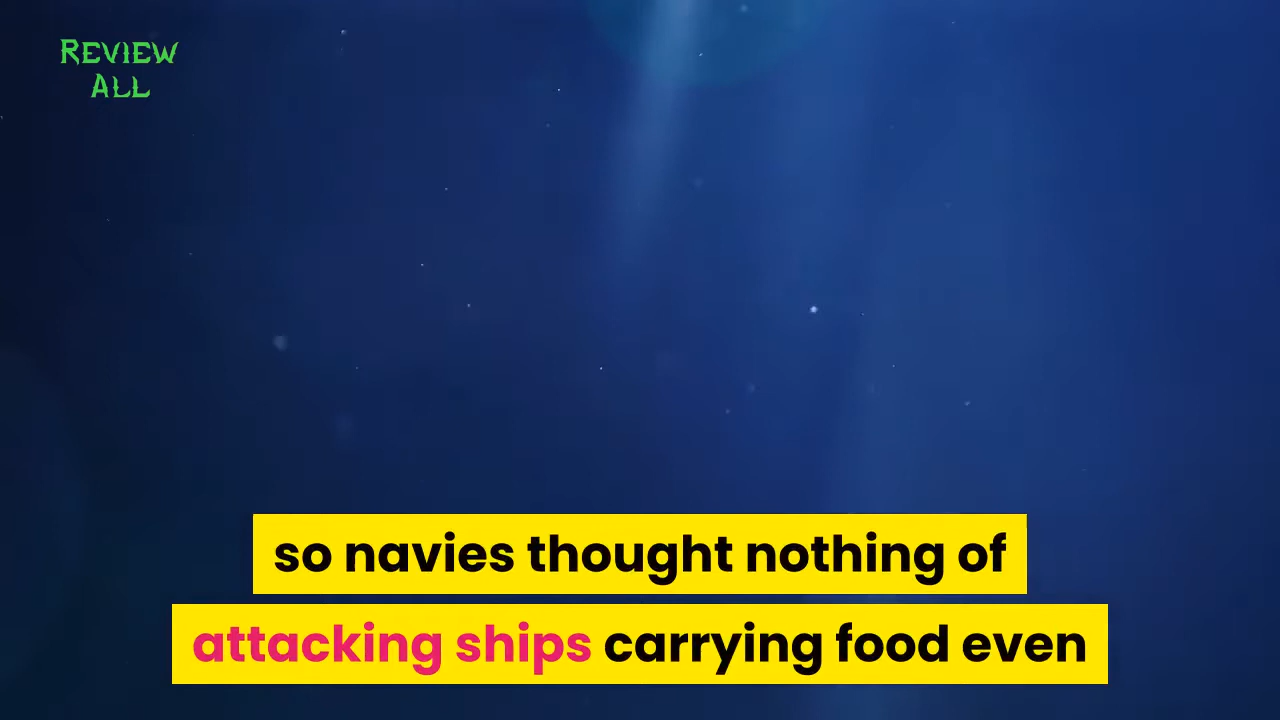 REVIEW
ALL
so navies thought nothing of
attacking ships carrying food even